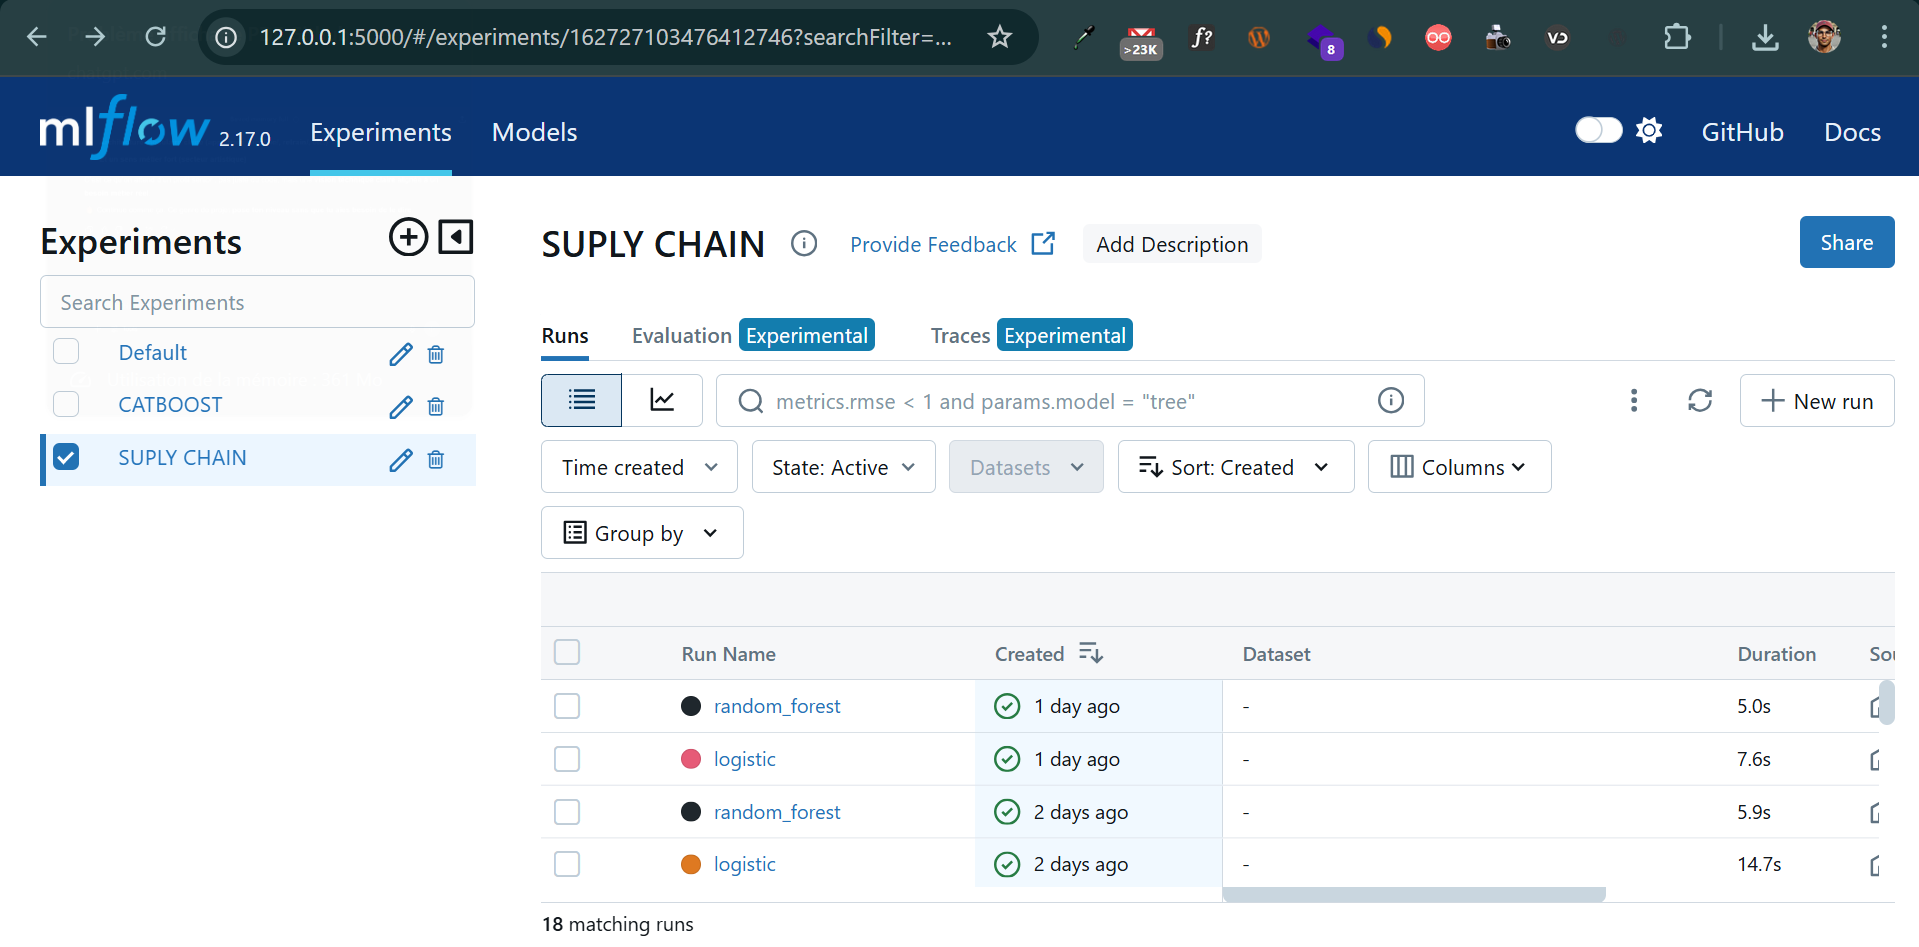 127.0.0.1:5000/#/experiments/162727103476412746?searchFilter=...
>23K
f?
8
VD
mlflow 2.17.0
Experiments
Models
GitHub
Docs
Experiments
Search Experiments
Default
CATBOOST
SUPLY CHAIN
SUPLY CHAIN
Provide Feedback
Add Description
Share
Runs
Evaluation Experimental
Traces Experimental
metrics.rmse < 1 and params.model = "tree"
New run
Time created
State: Active
Datasets
Sort: Created
Columns
Group by
Run Name Created Dataset Duration
random_forest 1 day ago - 5.0s
logistic 1 day ago - 7.6s
random_forest 2 days ago - 5.9s
logistic 2 days ago - 14.7s
18 matching runs